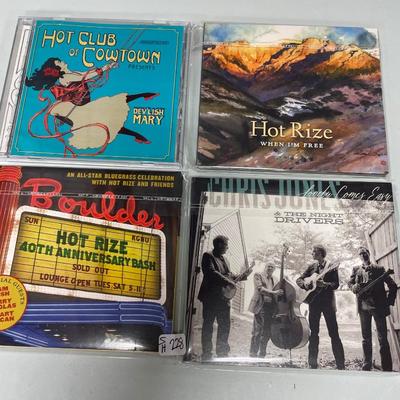 HOT CLUB
of COWTOWN
PRESENTS
DEVILISH
MARY
Hot Rize
WHEN I'M FREE
AN ALL-STAR BLUEGRASS CELEBRATION
WITH HOT RIZE AND FRIENDS
Boulder
SUN
KGNU
HOT RIZE
40TH ANNIVERSARY BASH
SOLD OUT
LOUNGE OPEN TUES SAT 5-11
228
CHRIS
Comes Easy
& THE NIGHT
DRIVERS